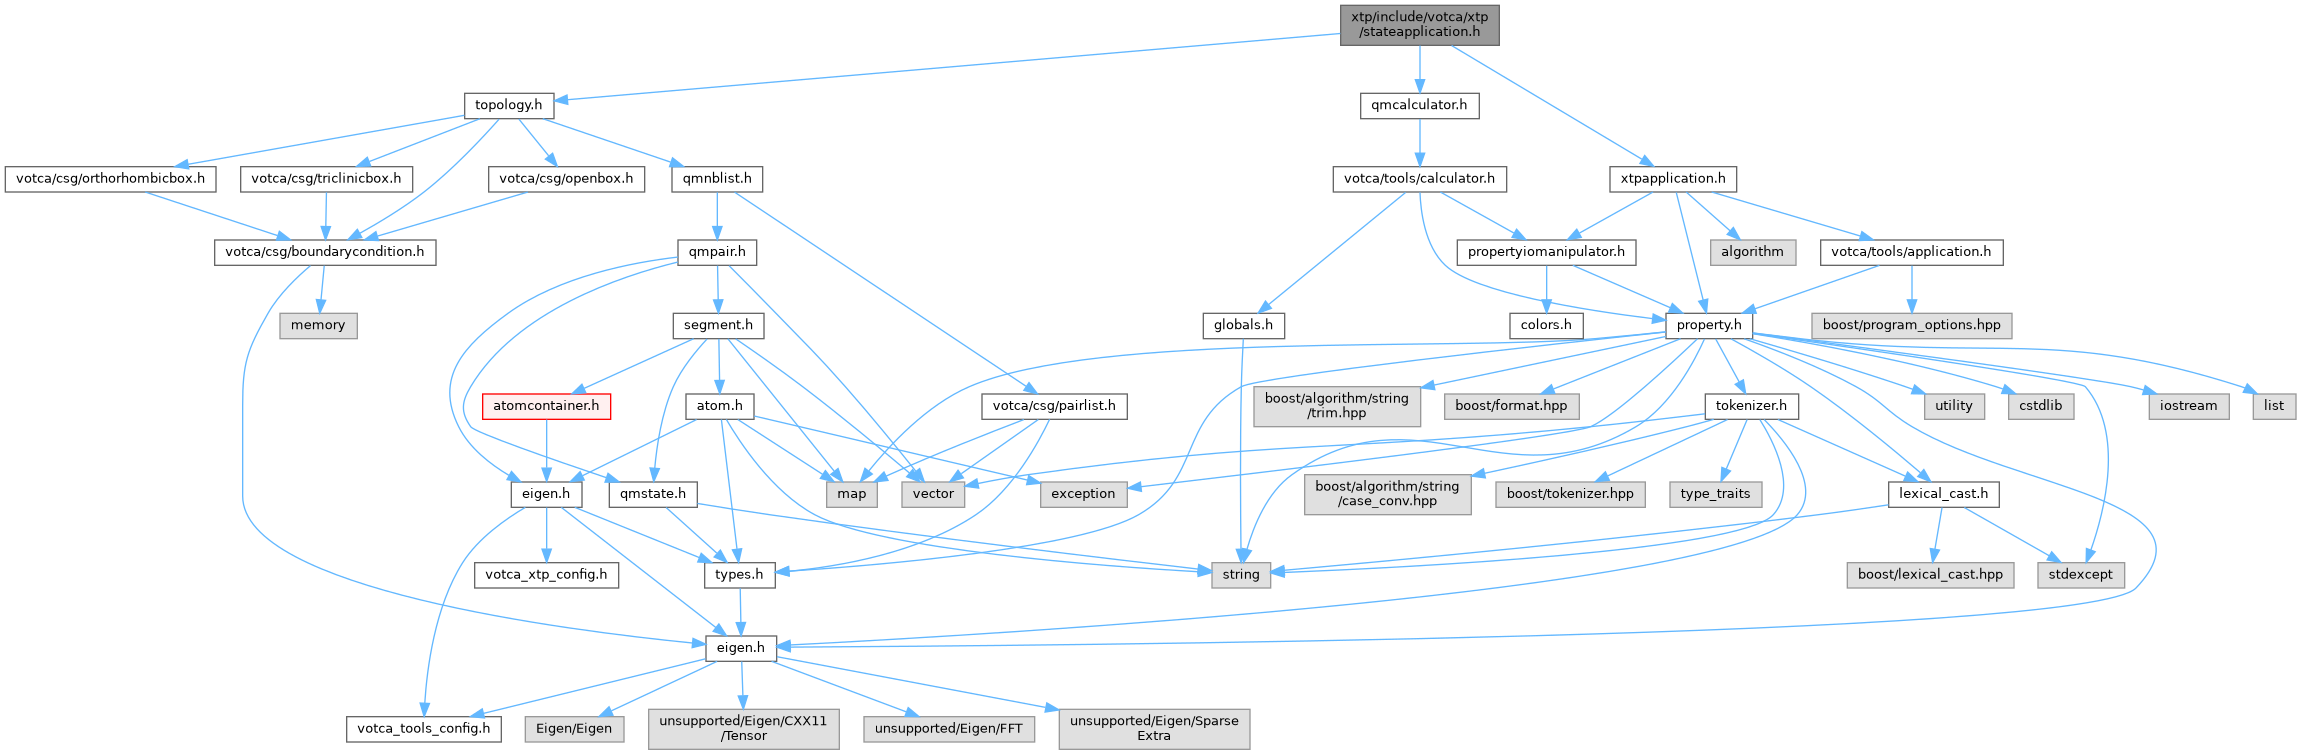 xtp/include/votca/xtp
/stateapplication.h
topology.h
qmcalculator.h
votca/csg/orthorhombicbox.h
votca/csg/triclinicbox.h
votca/csg/openbox.h
qmnblist.h
votca/tools/calculator.h
xtpapplication.h
votca/csg/boundarycondition.h
qmpair.h
propertyiomanipulator.h
algorithm
votca/tools/application.h
memory
segment.h
globals.h
colors.h
property.h
boost/program_options.hpp
atomcontainer.h
atom.h
votca/csg/pairlist.h
boost/algorithm/string
/trim.hpp
boost/format.hpp
tokenizer.h
utility
cstdlib
iostream
list
eigen.h
qmstate.h
map
vector
exception
boost/algorithm/string
/case_conv.hpp
boost/tokenizer.hpp
type_traits
lexical_cast.h
votca_xtp_config.h
types.h
string
boost/lexical_cast.hpp
stdexcept
eigen.h
votca_tools_config.h
Eigen/Eigen
unsupported/Eigen/CXX11
/Tensor
unsupported/Eigen/FFT
unsupported/Eigen/Sparse
Extra